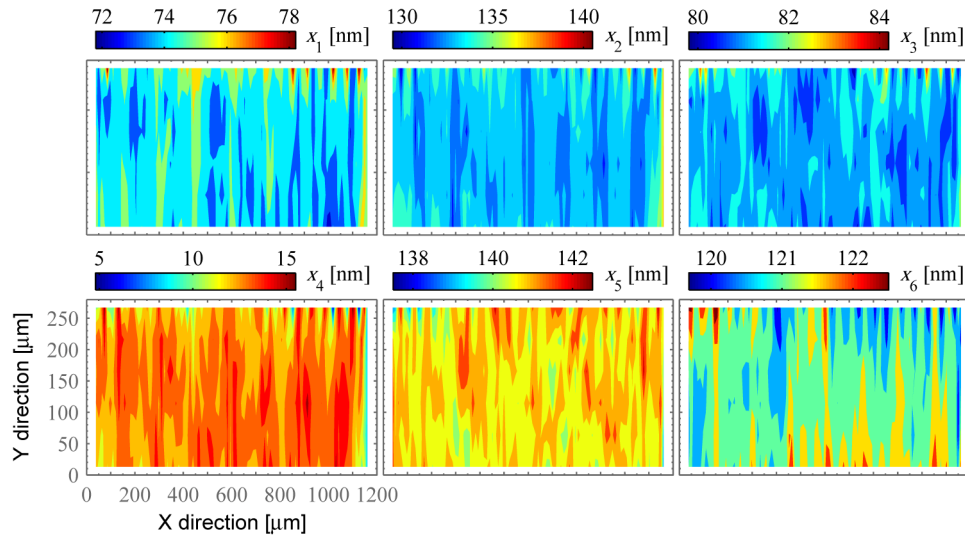 72 74 76 78 130 135 140 80 82 84
x1 [nm] x2 [nm] x3 [nm]
5 10 15 138 140 142 120 121 122
x4 [nm] x5 [nm] x6 [nm]
250
200
150
100
50
0
Y direction [μm]
0 200 400 600 800 1000 1200
X direction [μm]